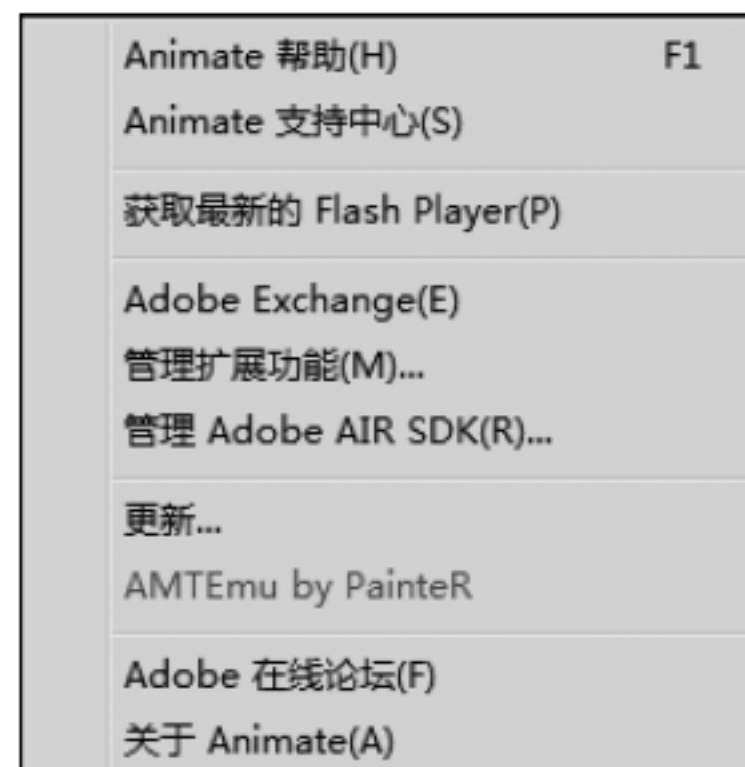 Animate 帮助(H) F1
Animate 支持中心(S)
获取最新的 Flash Player(P)
Adobe Exchange(E)
管理扩展功能(M)...
管理 Adobe AIR SDK(R)...
更新...
AMTEmu by PainteR
Adobe 在线论坛(F)
关于 Animate(A)